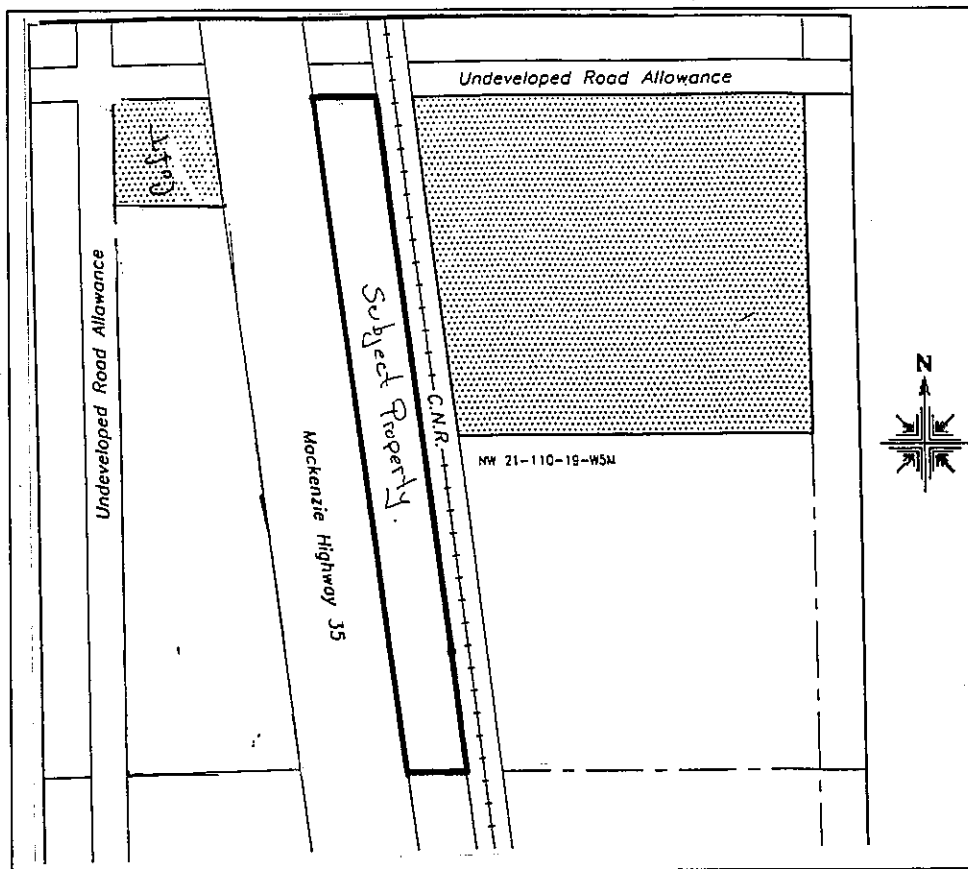 Undeveloped Road Allowance
Undeveloped Road Allowance
Subject Property.
C.N.R.
Mackenzie Highway 35
NW 21-110-19-W5M
N